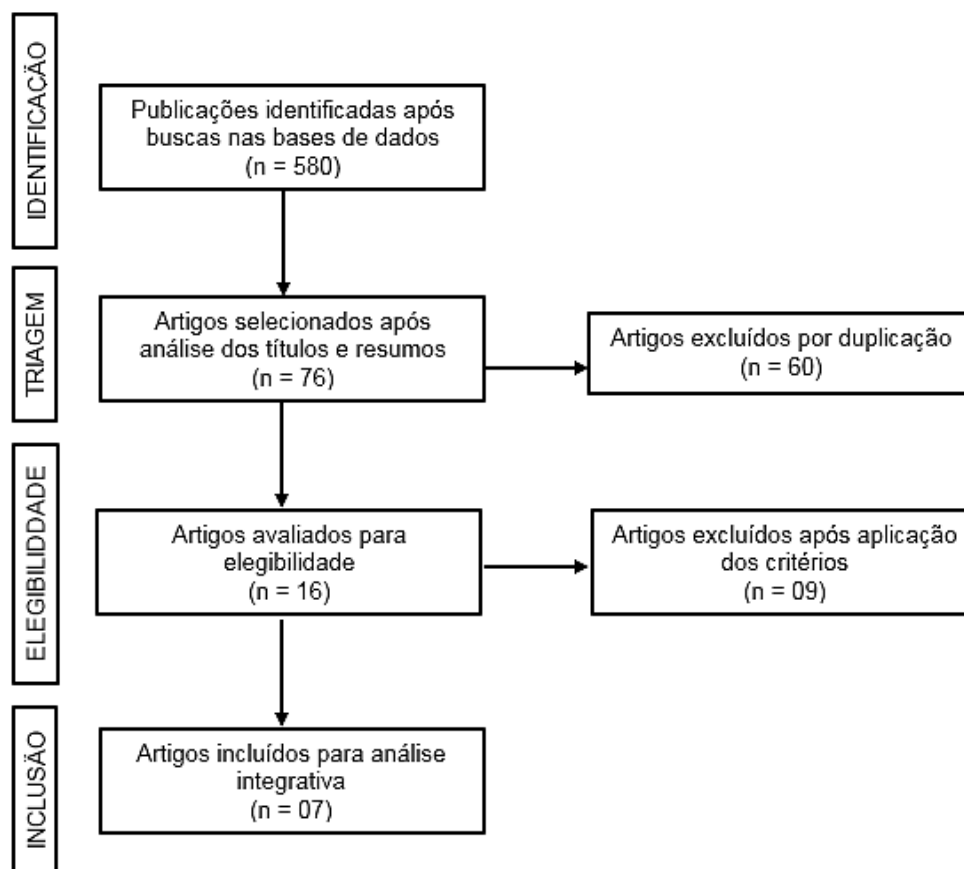 IDENTIFICAÇÃO
Publicações identificadas após
buscas nas bases de dados
(n = 580)
TRIAGEM
Artigos selecionados após
análise dos títulos e resumos
(n = 76)
Artigos excluídos por duplicação
(n = 60)
ELEGIBILIDDADE
Artigos avaliados para
elegibilidade
(n = 16)
Artigos excluídos após aplicação
dos critérios
(n = 09)
INCLUSÃO
Artigos incluídos para análise
integrativa
(n = 07)